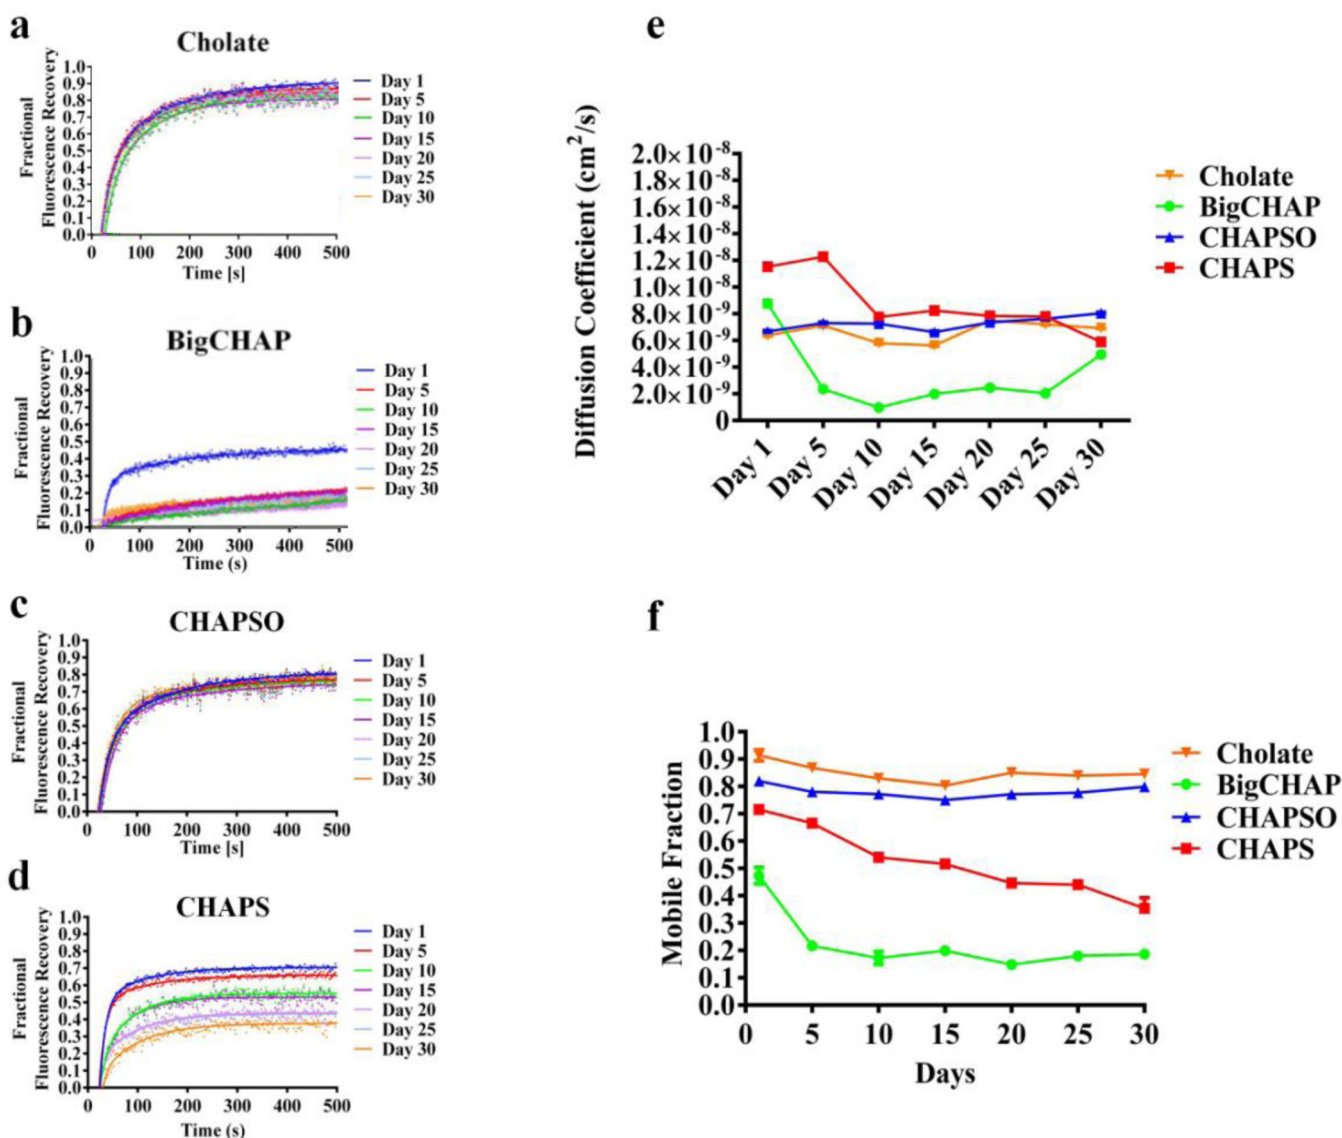 a
Cholate
Fractional
Fluorescence Recovery
1.0
0.9
0.8
0.7
0.6
0.5
0.4
0.3
0.2
0.1
0.0
0 100 200 300 400 500
Time [s]
Day 1
Day 5
Day 10
Day 15
Day 20
Day 25
Day 30
b
BigCHAP
Fractional
Fluorescence Recovery
1.0
0.9
0.8
0.7
0.6
0.5
0.4
0.3
0.2
0.1
0.0
0 100 200 300 400 500
Time (s)
Day 1
Day 5
Day 10
Day 15
Day 20
Day 25
Day 30
c
CHAPSO
Fractional
Fluorescence Recovery
1.0
0.9
0.8
0.7
0.6
0.5
0.4
0.3
0.2
0.1
0.0
0 100 200 300 400 500
Time [s]
Day 1
Day 5
Day 10
Day 15
Day 20
Day 25
Day 30
d
CHAPS
Fractional
Fluorescence Recovery
1.0
0.9
0.8
0.7
0.6
0.5
0.4
0.3
0.2
0.1
0.0
0 100 200 300 400 500
Time (s)
Day 1
Day 5
Day 10
Day 15
Day 20
Day 25
Day 30
e
Diffusion Coefficient (cm²/s)
2.0×10⁻⁸
1.8×10⁻⁸
1.6×10⁻⁸
1.4×10⁻⁸
1.2×10⁻⁸
1.0×10⁻⁸
8.0×10⁻⁹
6.0×10⁻⁹
4.0×10⁻⁹
2.0×10⁻⁹
0
Day 1 Day 5 Day 10 Day 15 Day 20 Day 25 Day 30
Cholate
BigCHAP
CHAPSO
CHAPS
f
Mobile Fraction
1.0
0.9
0.8
0.7
0.6
0.5
0.4
0.3
0.2
0.1
0.0
0 5 10 15 20 25 30
Days
Cholate
BigCHAP
CHAPSO
CHAPS